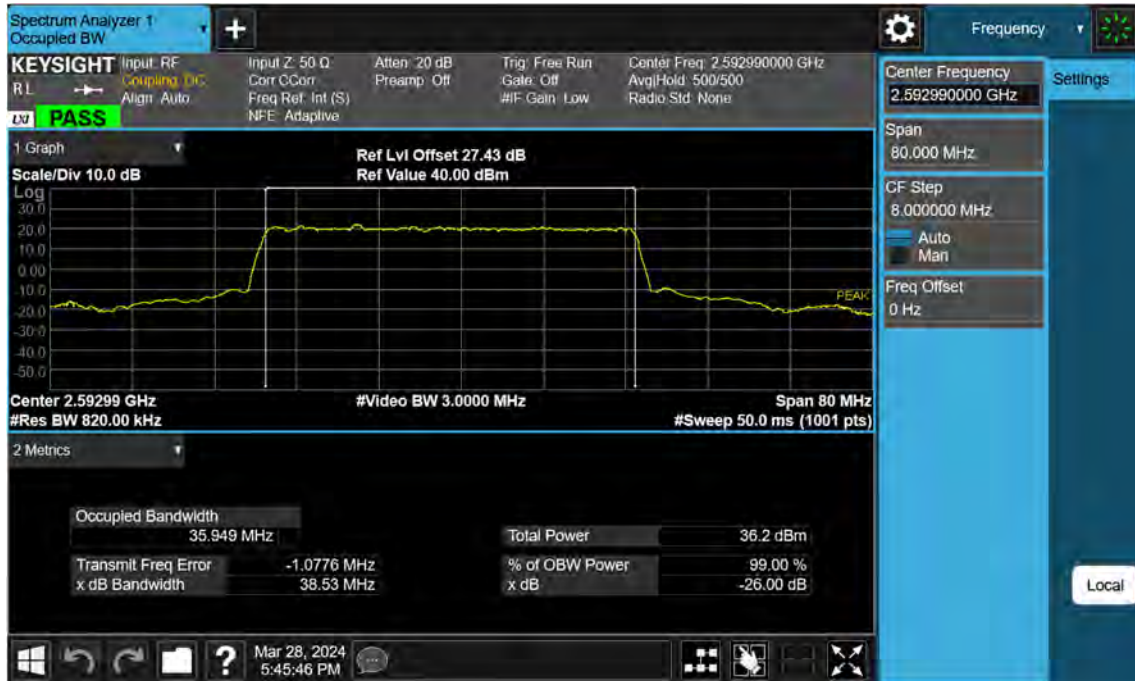 Spectrum Analyzer 1
Occupied BW
Frequency
KEYSIGHT
RL
LXI PASS
Input: RF
Coupling: DC
Align: Auto
Input Z: 50 Ω
Corr CCorr
Freq Ref: Int (S)
NFE: Adaptive
Atten: 20 dB
Preamp: Off
Trig: Free Run
Gate: Off
#IF Gain: Low
Center Freq: 2.592990000 GHz
Avg|Hold: 500/500
Radio Std: None
1 Graph
Scale/Div 10.0 dB
Ref Lvl Offset 27.43 dB
Ref Value 40.00 dBm
Log
30.0
20.0
10.0
0.00
-10.0
-20.0
-30.0
-40.0
-50.0
PEAK
Center 2.59299 GHz
#Video BW 3.0000 MHz
Span 80 MHz
#Res BW 820.00 kHz
#Sweep 50.0 ms (1001 pts)
2 Metrics
Occupied Bandwidth
35.949 MHz
Total Power 36.2 dBm
Transmit Freq Error -1.0776 MHz
% of OBW Power 99.00 %
x dB Bandwidth 38.53 MHz
x dB -26.00 dB
Center Frequency
2.592990000 GHz
Settings
Span
80.000 MHz
CF Step
8.000000 MHz
Auto
Man
Freq Offset
0 Hz
Local
?
Mar 28, 2024
5:45:46 PM